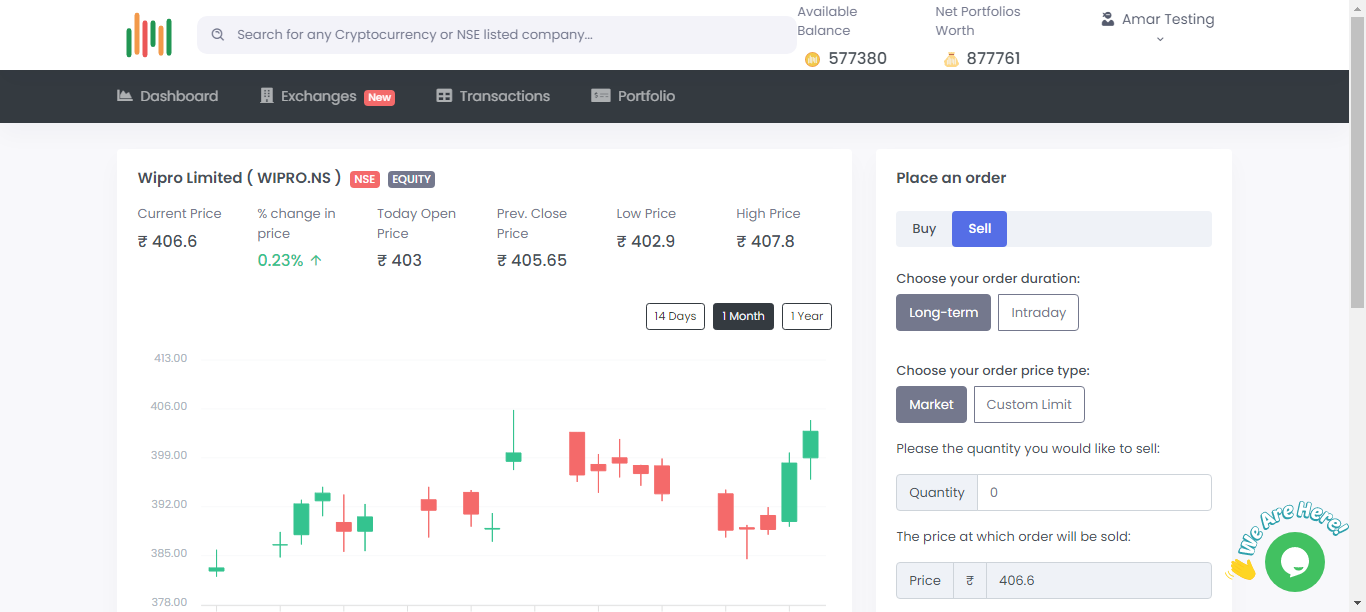 Search for any Cryptocurrency or NSE listed company...
Available
Balance
577380
Net Portfolios
Worth
877761
Amar Testing
Dashboard
Exchanges New
Transactions
Portfolio
Wipro Limited ( WIPRO.NS ) NSE EQUITY
Current Price
₹ 406.6
% change in
price
0.23% ↑
Today Open
Price
₹ 403
Prev. Close
Price
₹ 405.65
Low Price
₹ 402.9
High Price
₹ 407.8
14 Days
1 Month
1 Year
413.00
406.00
399.00
392.00
385.00
378.00
Place an order
Buy
Sell
Choose your order duration:
Long-term
Intraday
Choose your order price type:
Market
Custom Limit
Please the quantity you would like to sell:
Quantity 0
The price at which order will be sold:
Price ₹ 406.6
We Are Here!